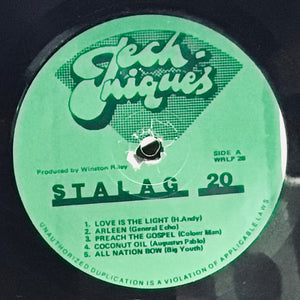 Tech-
niques
SIDE A
WRLP 28
Produced by Winston Riley
STALAG 20
1. LOVE IS THE LIGHT (H.Andy)
2. ARLEEN (General Echo)
3. PREACH THE GOSPEL (Colour Man)
4. COCONUT OIL (Augustus Pablo)
5. ALL NATION BOW (Big Youth)
UNAUTHORIZED DUPLICATION IS A VIOLATION OF APPLICABLE LAWS